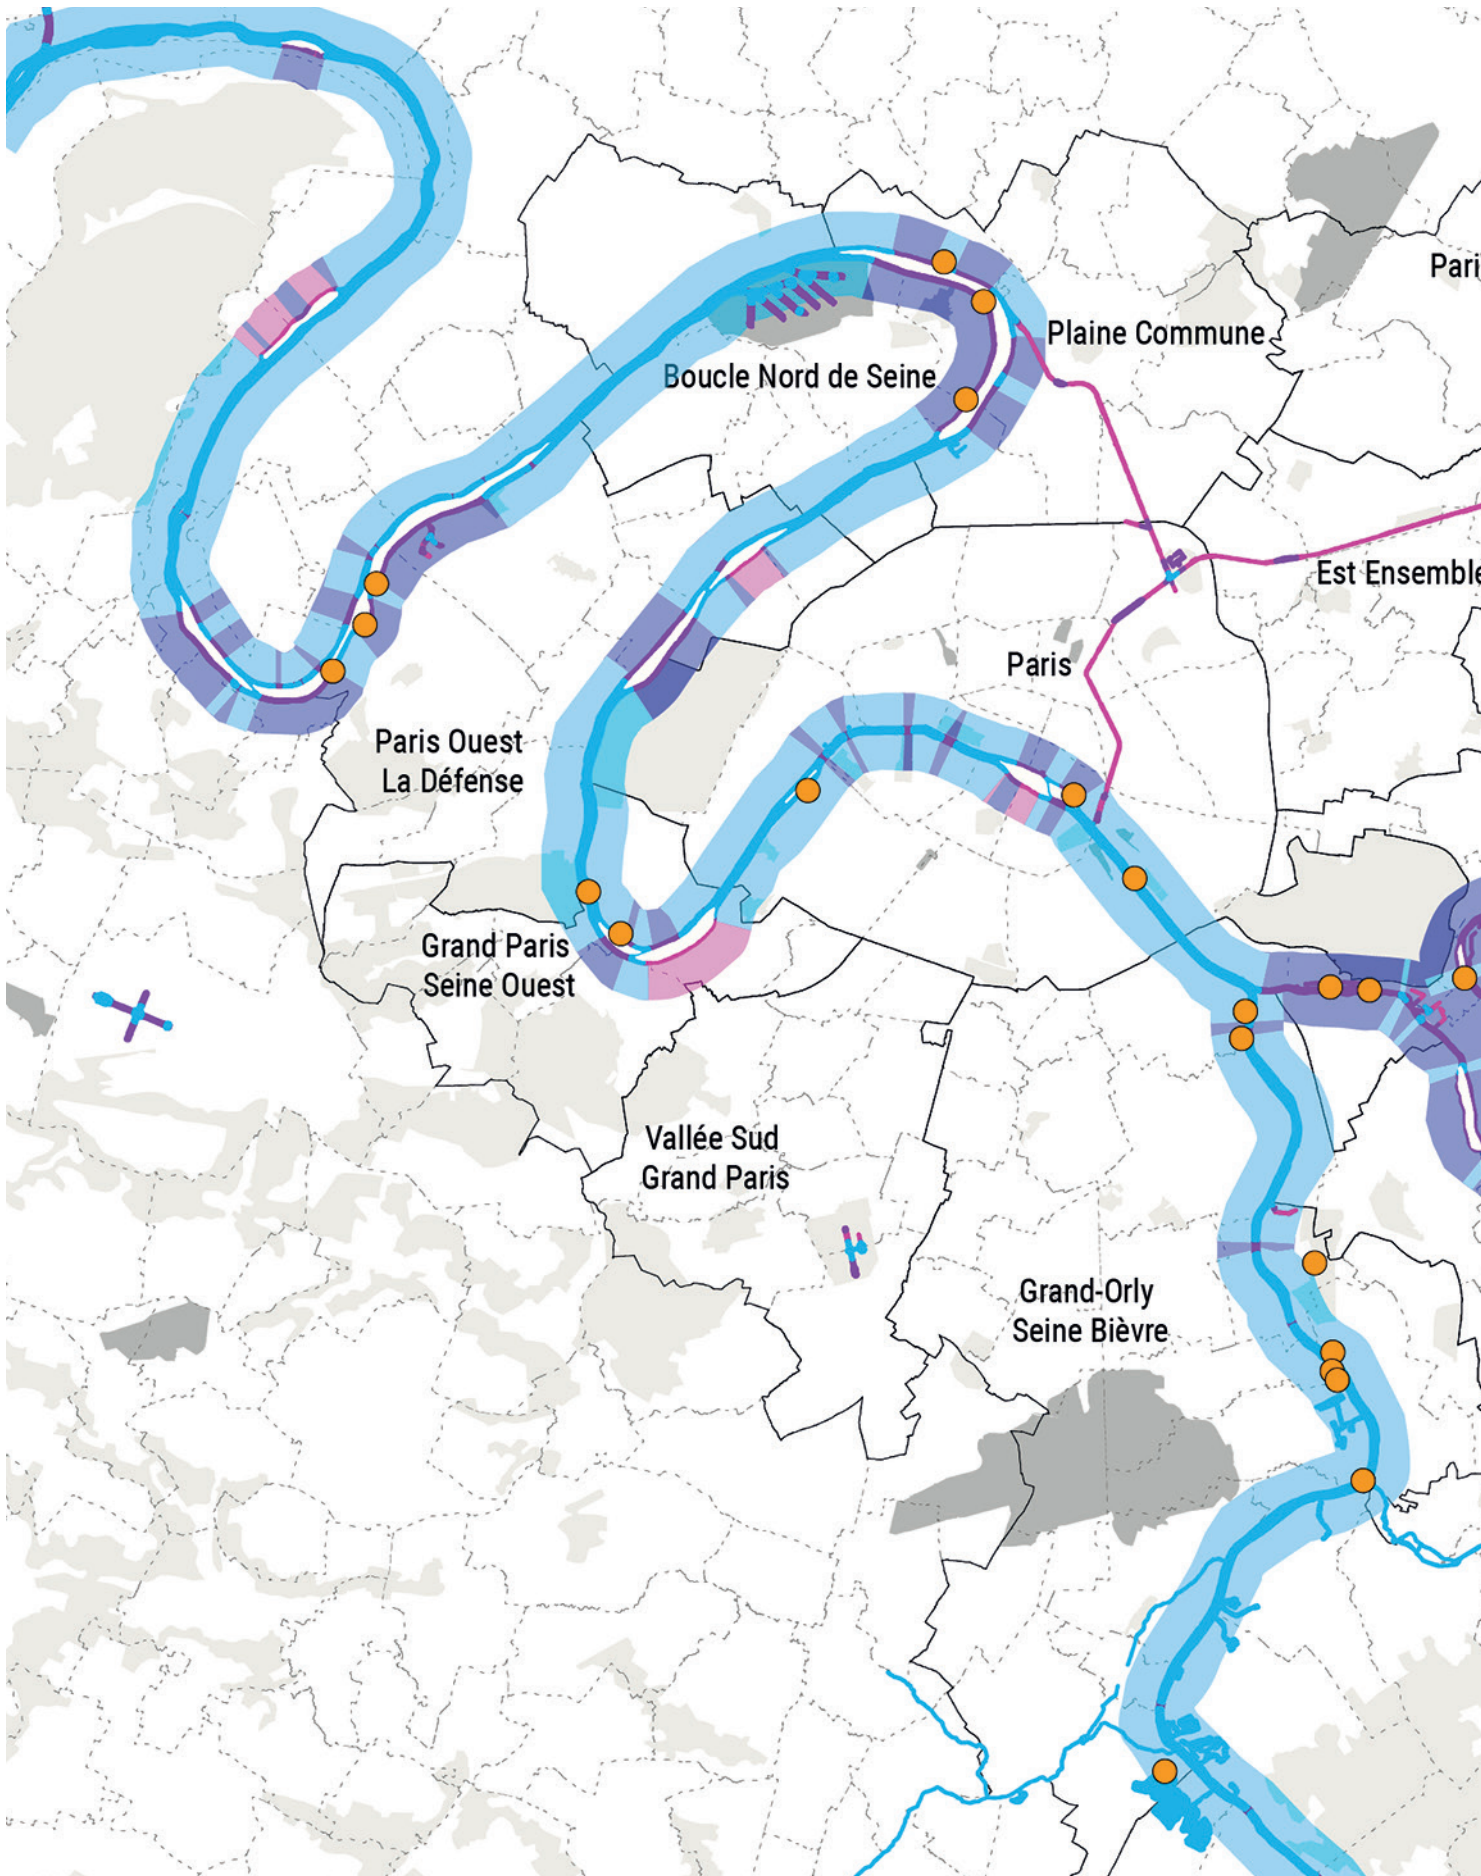 Pari
Plaine Commune
Boucle Nord de Seine
Est Ensemble
Paris
Paris Ouest
La Défense
Grand Paris
Seine Ouest
Vallée Sud
Grand Paris
Grand-Orly
Seine Bièvre